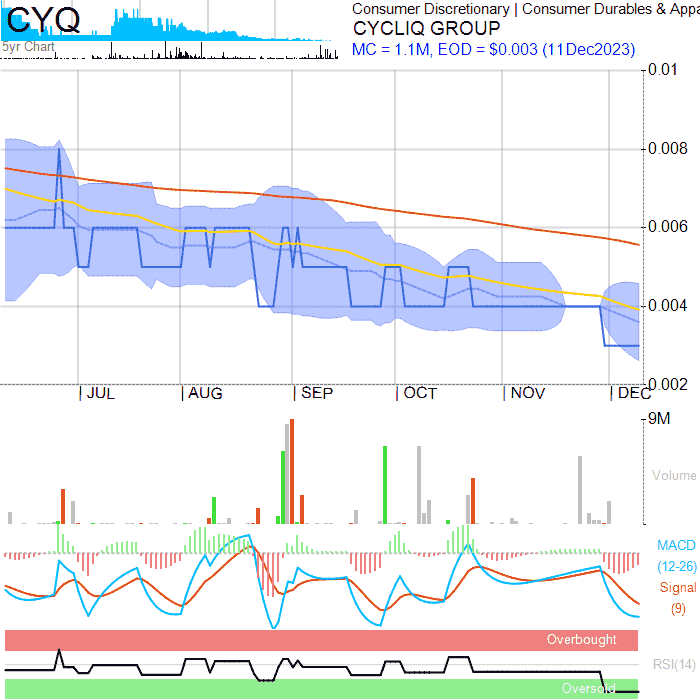 CYQ
5yr Chart
Consumer Discretionary | Consumer Durables & Appa
CYCLIQ GROUP
MC = 1.1M, EOD = $0.003 (11Dec2023)
0.01
0.008
0.006
0.004
0.002
JUL AUG SEP OCT NOV DEC
9M
Volume
MACD
(12-26)
Signal
(9)
Overbought
RSI(14)
Oversold